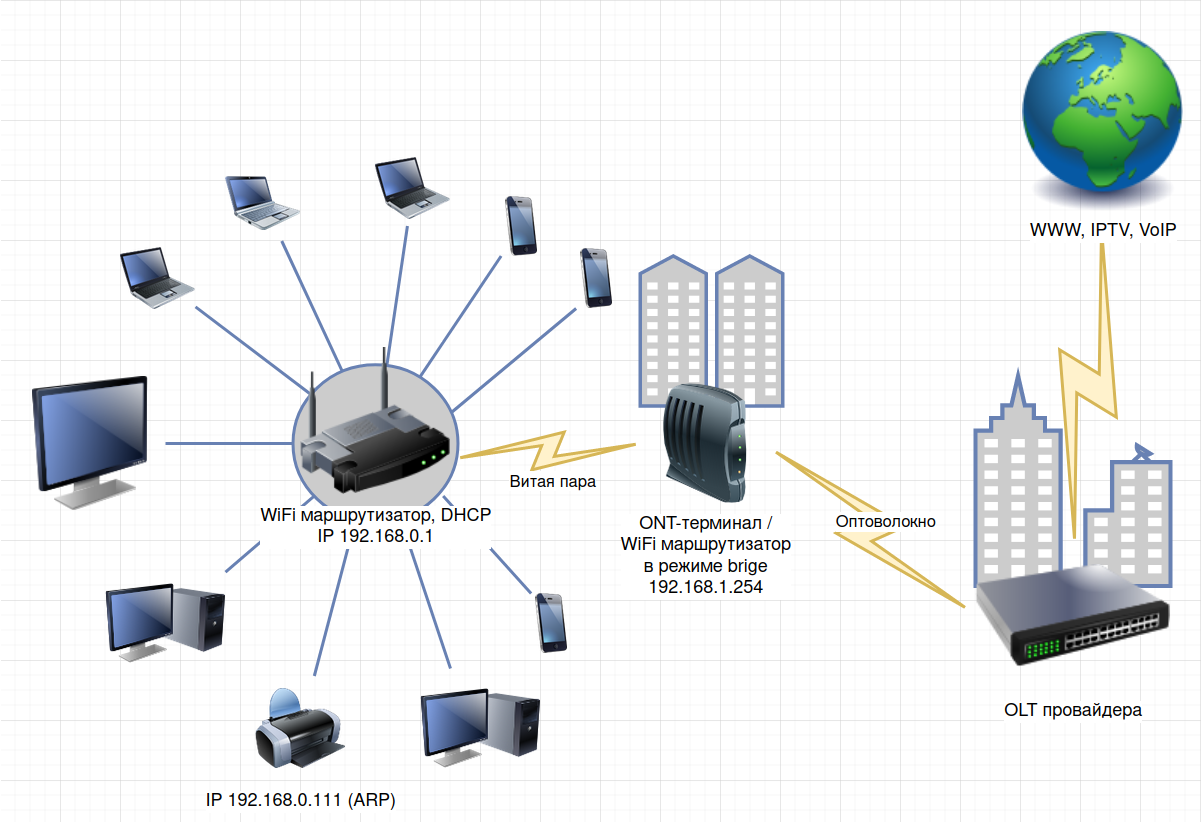 WWW, IPTV, VoIP
Витая пара
WiFi маршрутизатор, DHCP
IP 192.168.0.1
ONT-терминал /
WiFi маршрутизатор
в режиме brige
192.168.1.254
Оптоволокно
OLT провайдера
IP 192.168.0.111 (ARP)